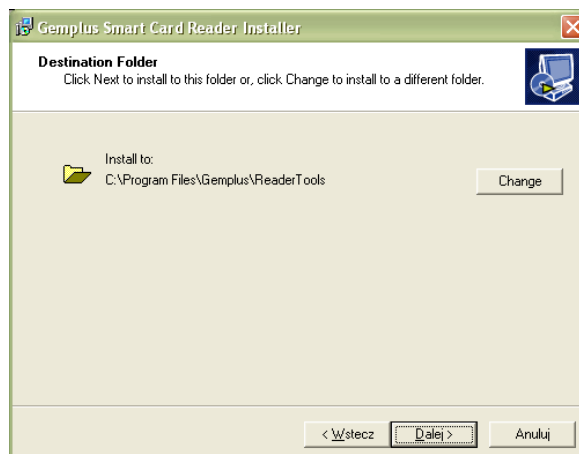 Gemplus Smart Card Reader Installer
Destination Folder
Click Next to install to this folder or, click Change to install to a different folder.
Install to:
C:\Program Files\Gemplus\ReaderTools
Change
< Wstecz
Dalej >
Anuluj